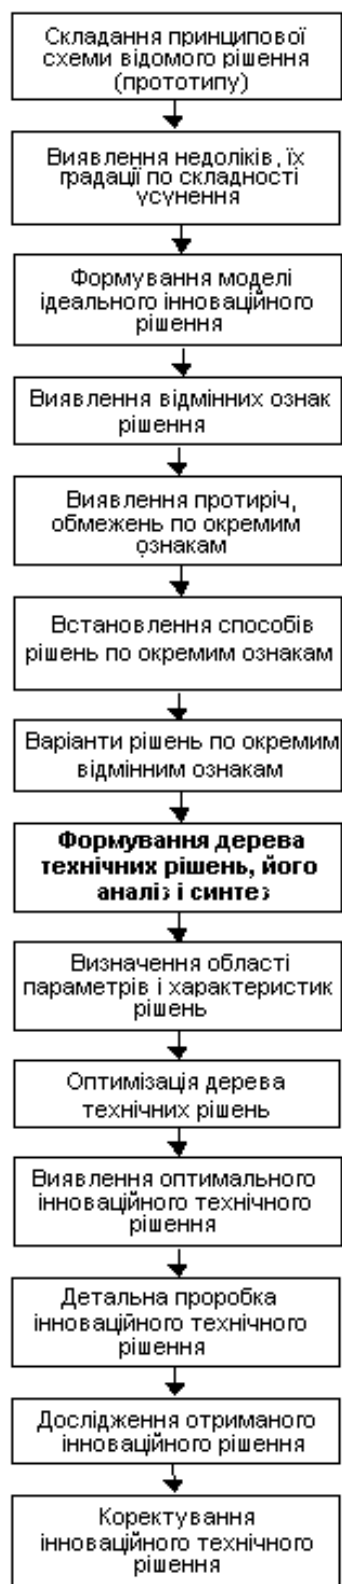 Складання принципової
схеми відомого рішення
(прототипу)
Виявлення недоліків, їх
градації по складності
усунення
Формування моделі
ідеального інноваційного
рішення
Виявлення відмінних ознак
рішення
Виявлення протиріч,
обмежень по окремим
ознакам
Встановлення способів
рішень по окремим ознакам
Варіанти рішень по окремим
відмінним ознакам
Формування дерева
технічних рішень, його
аналіз і синтез
Визначення області
параметрів і характеристик
рішень
Оптимізація дерева
технічних рішень
Виявлення оптимального
інноваційного технічного
рішення
Детальна проробка
інноваційного технічного
рішення
Дослідження отриманого
інноваційного рішення
Коректування
інноваційного технічного
рішення